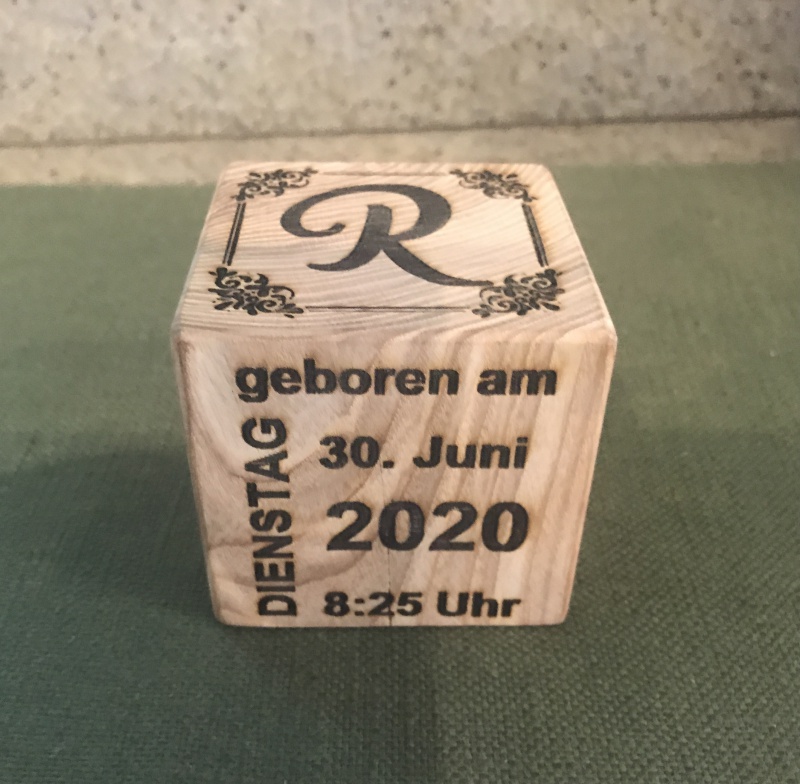 R
geboren am
DIENSTAG
30. Juni
2020
8:25 Uhr